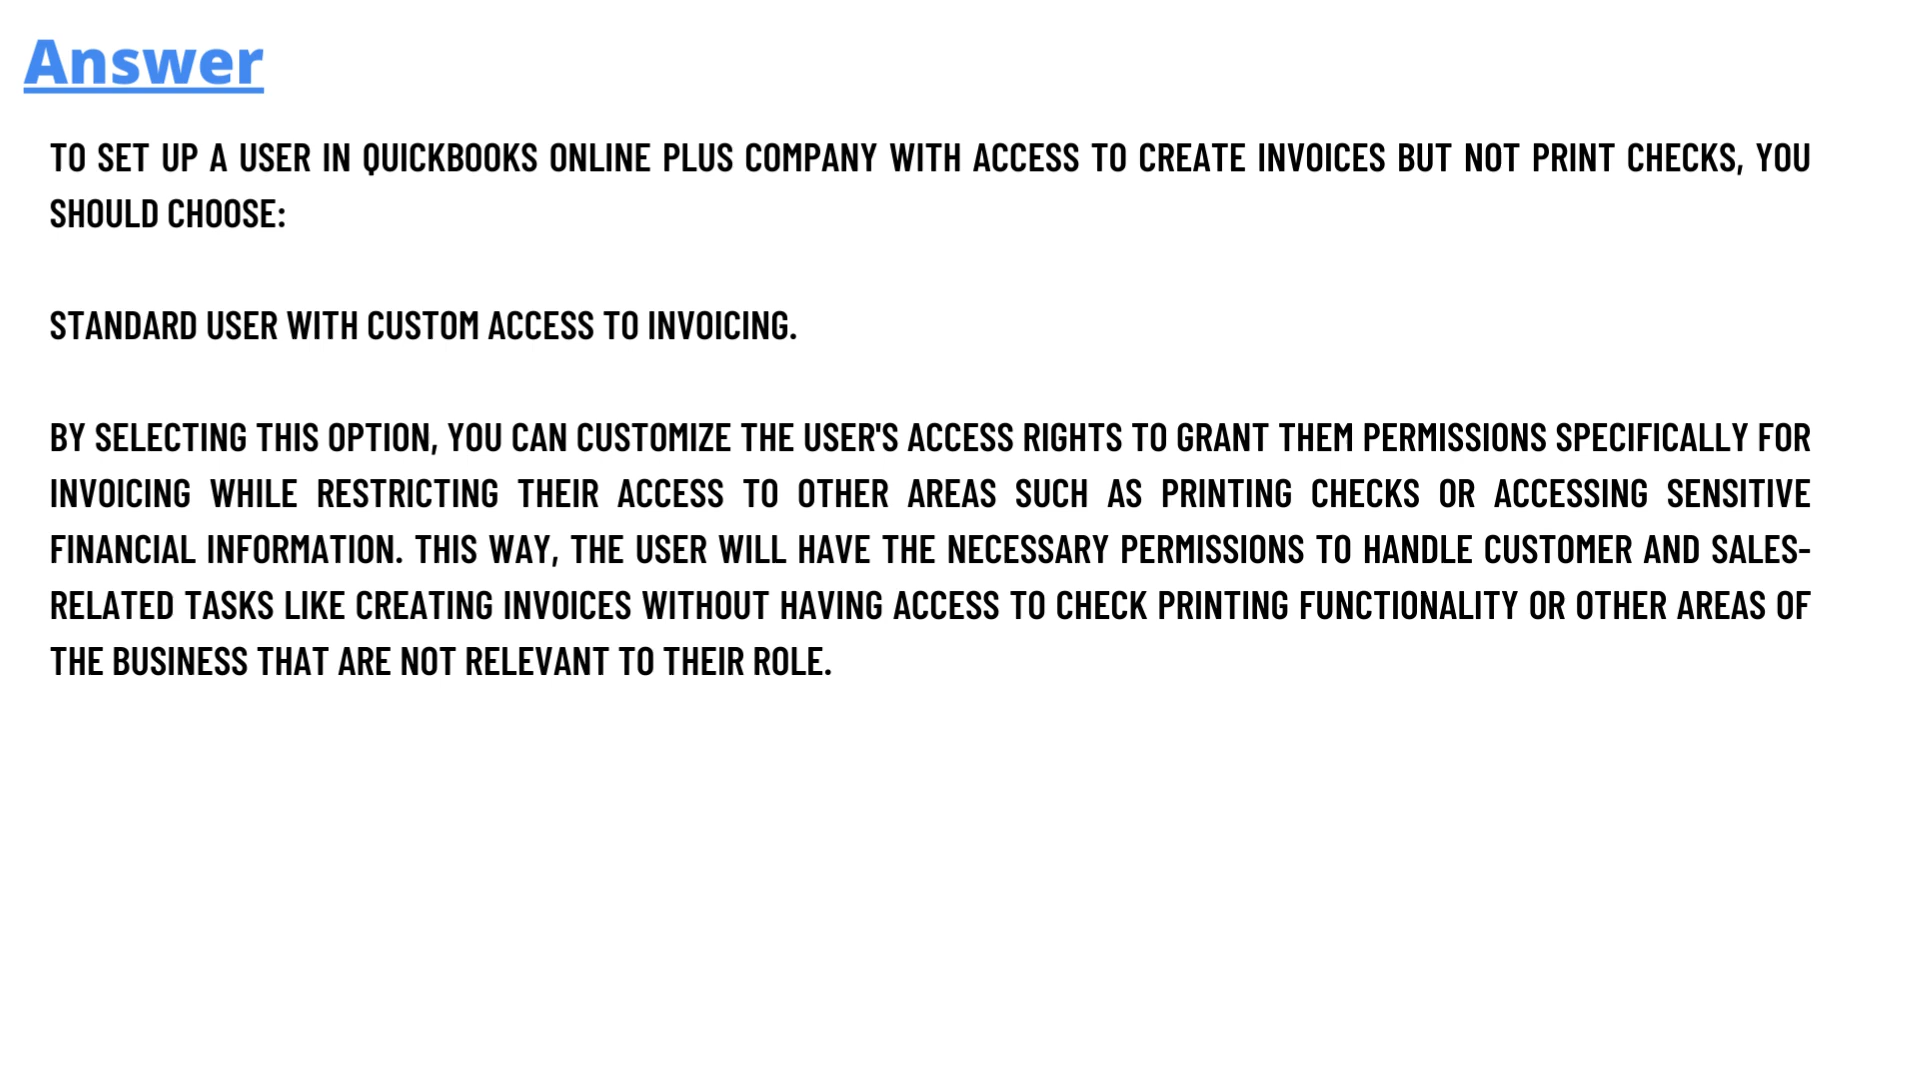 Answer
TO SET UP A USER IN QUICKBOOKS ONLINE PLUS COMPANY WITH ACCESS TO CREATE INVOICES BUT NOT PRINT CHECKS, YOU
SHOULD CHOOSE:
STANDARD USER WITH CUSTOM ACCESS TO INVOICING.
BY SELECTING THIS OPTION, YOU CAN CUSTOMIZE THE USER'S ACCESS RIGHTS TO GRANT THEM PERMISSIONS SPECIFICALLY FOR
INVOICING WHILE RESTRICTING THEIR ACCESS TO OTHER AREAS SUCH AS PRINTING CHECKS OR ACCESSING SENSITIVE
FINANCIAL INFORMATION. THIS WAY, THE USER WILL HAVE THE NECESSARY PERMISSIONS TO HANDLE CUSTOMER AND SALES-
RELATED TASKS LIKE CREATING INVOICES WITHOUT HAVING ACCESS TO CHECK PRINTING FUNCTIONALITY OR OTHER AREAS OF
THE BUSINESS THAT ARE NOT RELEVANT TO THEIR ROLE.